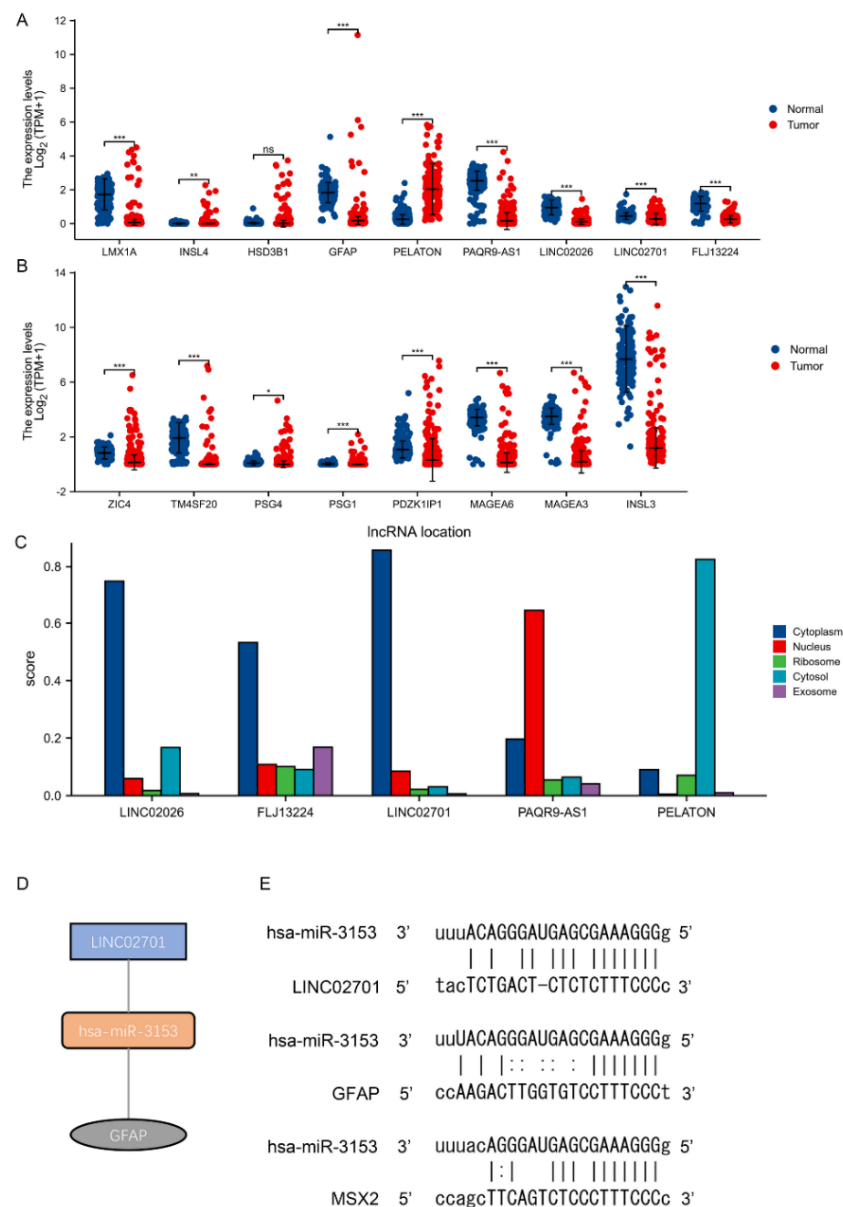 A
The expression levels
Log2 (TPM+1)
12
10
8
6
4
2
0
***
**
ns
***
***
***
***
***
***
Normal
Tumor
LMX1A INSL4 HSD3B1 GFAP PELATON PAQR9-AS1 LINC02026 LINC02701 FLJ13224
B
The expression levels
Log2 (TPM+1)
14
10
6
2
-2
***
***
*
***
***
***
***
***
Normal
Tumor
ZIC4 TM4SF20 PSG4 PSG1 PDZK1IP1 MAGEA6 MAGEA3 INSL3
C
lncRNA location
score
0.8
0.6
0.4
0.2
0.0
Cytoplasm
Nucleus
Ribosome
Cytosol
Exosome
LINC02026 FLJ13224 LINC02701 PAQR9-AS1 PELATON
D
LINC02701
hsa-miR-3153
GFAP
E
hsa-miR-3153 3' uuuACAGGGAUGAGCGAAAGGGg 5'
LINC02701 5' tacTCTGACT-CTCTCTTTCCCc 3'
hsa-miR-3153 3' uuUACAGGGAUGAGCGAAAGGGg 5'
GFAP 5' ccAAGACTTGGTGTCCTTTCCCt 3'
hsa-miR-3153 3' uuuacAGGGAUGAGCGAAAGGGg 5'
MSX2 5' ccagcTTCAGTCTCCCTTTCCCc 3'